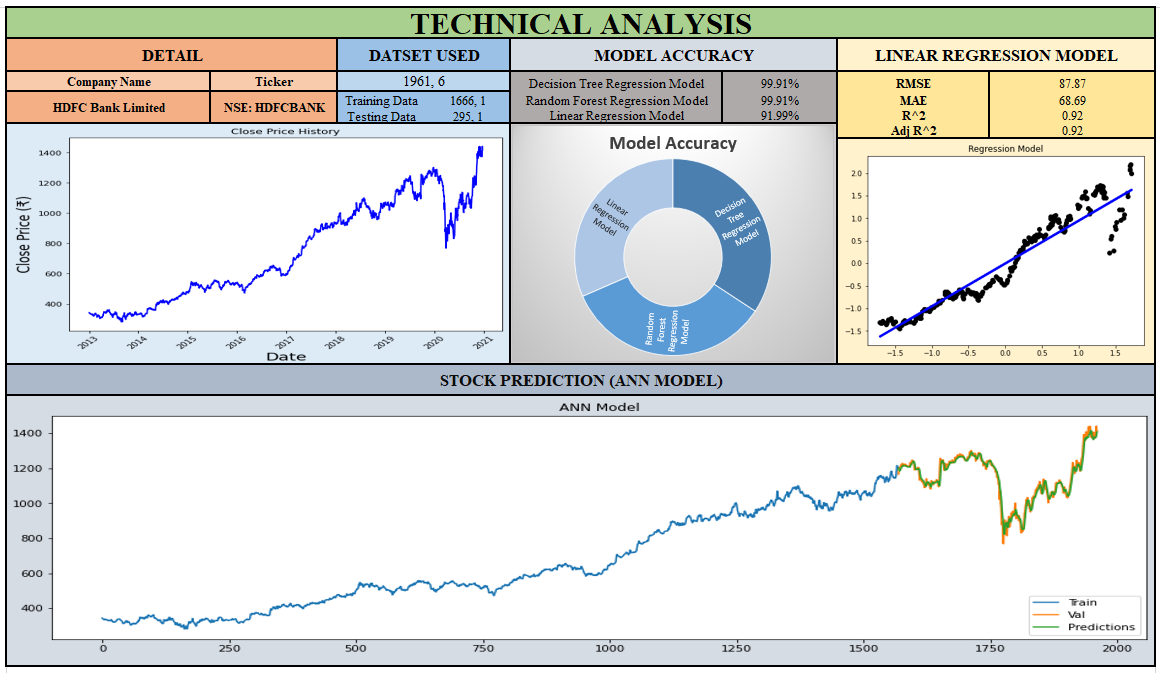 TECHNICAL ANALYSIS
DETAIL
DATSET USED
MODEL ACCURACY
LINEAR REGRESSION MODEL
Company Name
Ticker
1961, 6
HDFC Bank Limited
NSE: HDFCBANK
Training Data 1666, 1
Testing Data 295, 1
Decision Tree Regression Model 99.91%
Random Forest Regression Model 99.91%
Linear Regression Model 91.99%
RMSE 87.87
MAE 68.69
R^2 0.92
Adj R^2 0.92
Close Price History
Close Price (₹)
1400
1200
1000
800
600
400
2013 2014 2015 2016 2017 2018 2019 2020 2021
Date
Model Accuracy
Linear
Regression
Model
Decision
Tree
Regression
Model
Random
Forest
Regression
Model
Regression Model
2.0
1.5
1.0
0.5
0.0
−0.5
−1.0
−1.5
−1.5 −1.0 −0.5 0.0 0.5 1.0 1.5
STOCK PREDICTION (ANN MODEL)
ANN Model
1400
1200
1000
800
600
400
0 250 500 750 1000 1250 1500 1750 2000
Train
Val
Predictions